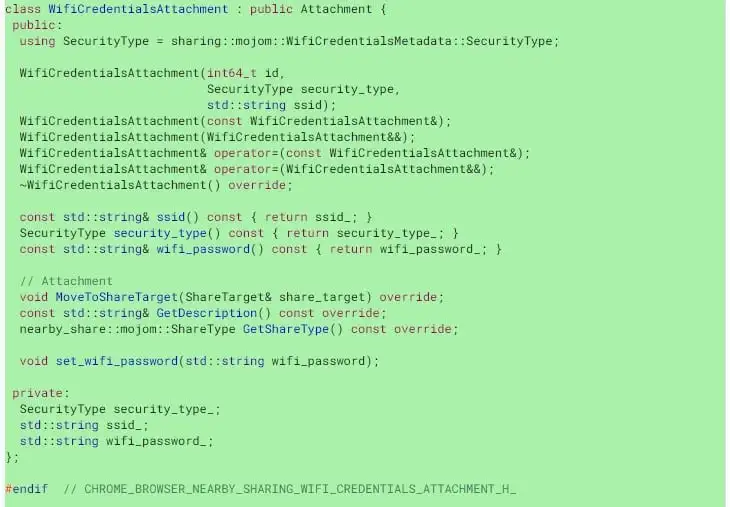 class WifiCredentialsAttachment : public Attachment {
 public:
  using SecurityType = sharing::mojom::WifiCredentialsMetadata::SecurityType;

  WifiCredentialsAttachment(int64_t id,
                            SecurityType security_type,
                            std::string ssid);
  WifiCredentialsAttachment(const WifiCredentialsAttachment&);
  WifiCredentialsAttachment(WifiCredentialsAttachment&&);
  WifiCredentialsAttachment& operator=(const WifiCredentialsAttachment&);
  WifiCredentialsAttachment& operator=(WifiCredentialsAttachment&&);
  ~WifiCredentialsAttachment() override;

  const std::string& ssid() const { return ssid_; }
  SecurityType security_type() const { return security_type_; }
  const std::string& wifi_password() const { return wifi_password_; }

  // Attachment
  void MoveToShareTarget(ShareTarget& share_target) override;
  const std::string& GetDescription() const override;
  nearby_share::mojom::ShareType GetShareType() const override;

  void set_wifi_password(std::string wifi_password);

 private:
  SecurityType security_type_;
  std::string ssid_;
  std::string wifi_password_;
};

#endif  // CHROME_BROWSER_NEARBY_SHARING_WIFI_CREDENTIALS_ATTACHMENT_H_